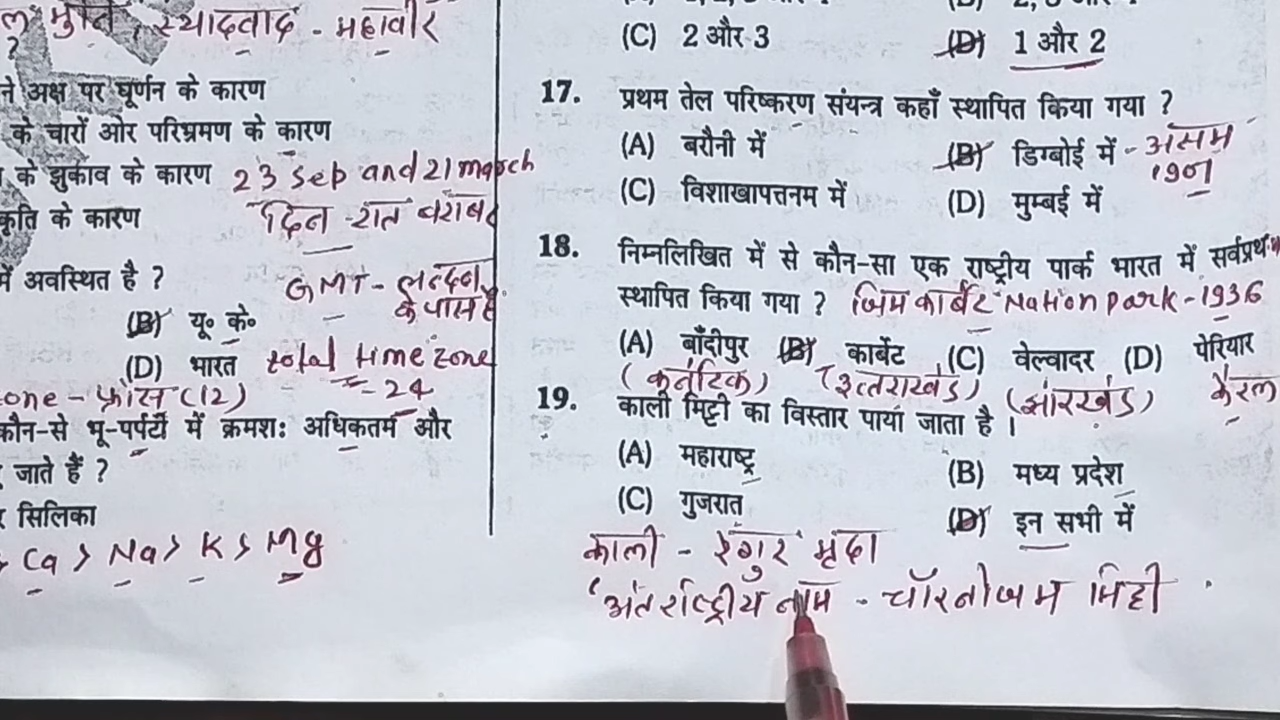 मुनि, स्यादवाद - महावीर
?
ने अक्ष पर घूर्णन के कारण
के चारों ओर परिभ्रमण के कारण
के झुकाव के कारण 23 Sep and 21 march
कृति के कारण दिन रात बराबर
में अवस्थित है ? GMT - लन्दन
के पास है
(B) यू० के०
(D) भारत total time zone
one - फ्रांस (12) = 24
कौन-से भू-पर्पटी में क्रमशः अधिकतम और
जाते हैं ?
र सिलिका
Ca > Na > K > Mg
(C) 2 और 3 (D) 1 और 2
17. प्रथम तेल परिष्करण संयन्त्र कहाँ स्थापित किया गया ?
(A) बरौनी में (B) डिग्बोई में - असम
1901
(C) विशाखापत्तनम में (D) मुम्बई में
18. निम्नलिखित में से कौन-सा एक राष्ट्रीय पार्क भारत में सर्वप्रथम
स्थापित किया गया ? जिम कार्बेट Nation park - 1936
(A) बाँदीपुर (B) कार्बेट (C) वेल्वादर (D) पेरियार
(कर्नाटक) (उत्तराखंड) (झारखंड) केरल
19. काली मिट्टी का विस्तार पाया जाता है ।
(A) महाराष्ट्र (B) मध्य प्रदेश
(C) गुजरात (D) इन सभी में
काली - रेगुर मृदा
अंतर्राष्ट्रीय नाम - चॉरनोजम मिट्टी